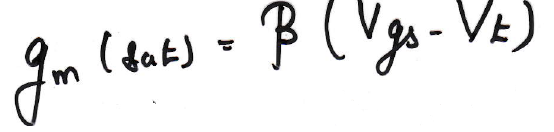 gm (sat) = β (Vgs - Vt)